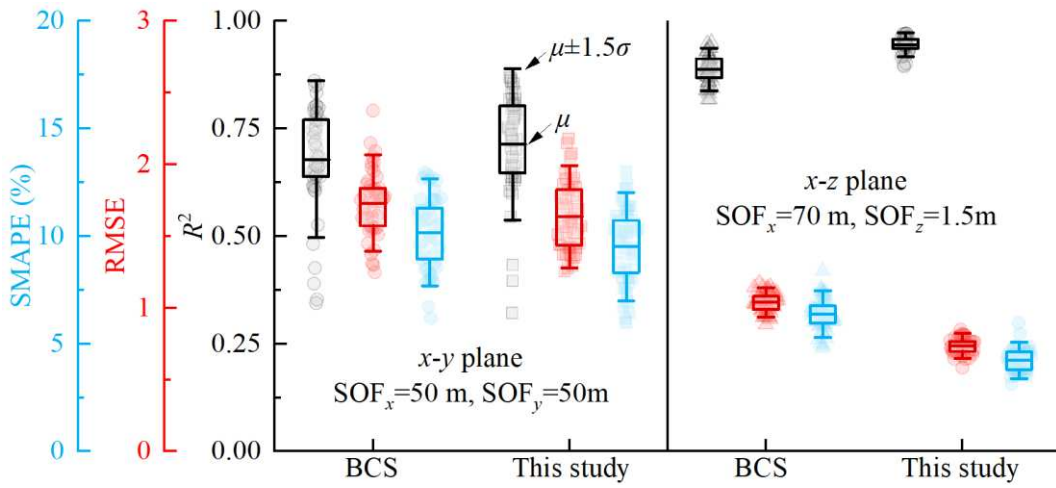 SMAPE (%)
20
15
10
5
0
RMSE
3
2
1
0
R²
1.00
0.75
0.50
0.25
0.00
μ±1.5σ
μ
x-y plane
SOFₓ=50 m, SOFᵧ=50m
x-z plane
SOFₓ=70 m, SOF_z=1.5m
BCS
This study
BCS
This study